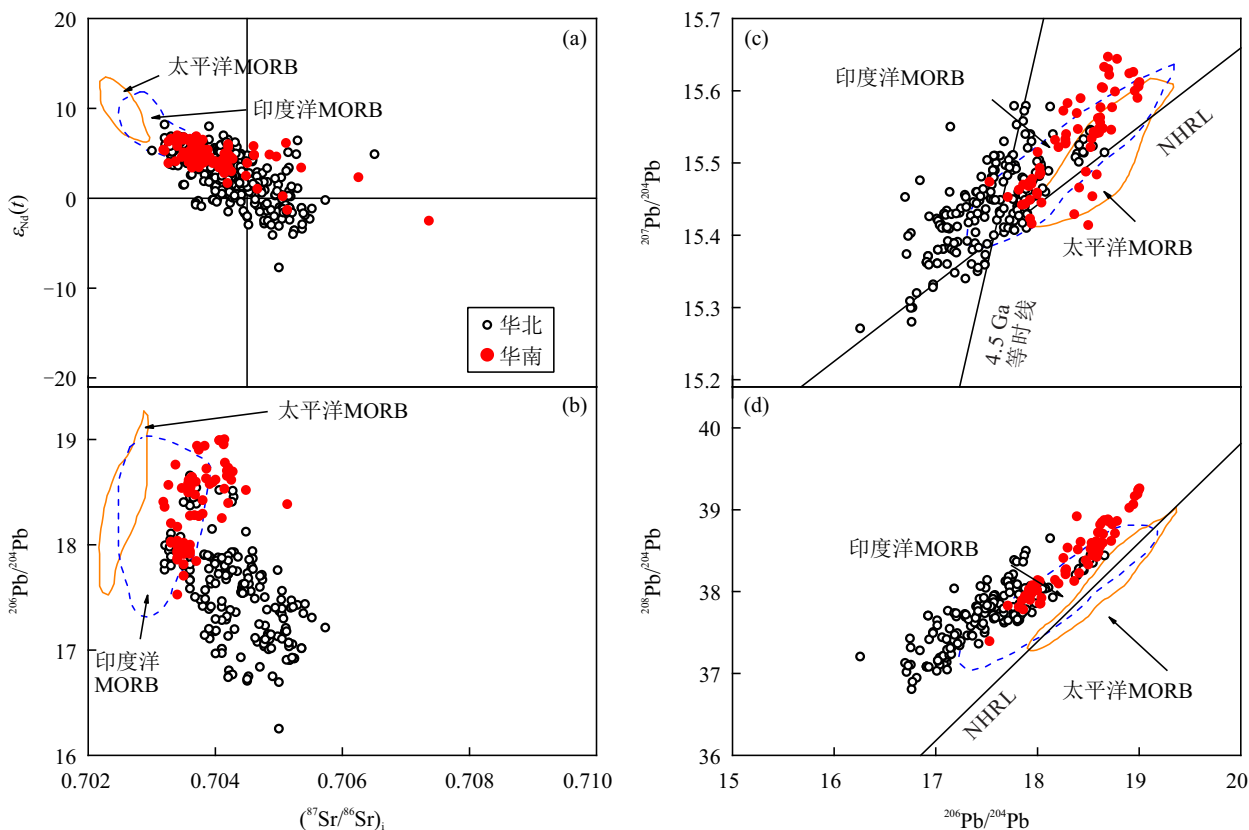 20
10
0
−10
−20
εNd(t)
(a)
太平洋MORB
印度洋MORB
华北
华南
19
18
17
16
206Pb/204Pb
(b)
太平洋MORB
印度洋
MORB
0.702
0.704
0.706
0.708
0.710
(87Sr/86Sr)i
15.7
15.6
15.5
15.4
15.3
15.2
207Pb/204Pb
(c)
印度洋MORB
NHRL
太平洋MORB
4.5 Ga
等时线
40
39
38
37
36
208Pb/204Pb
(d)
印度洋MORB
太平洋MORB
NHRL
15
16
17
18
19
20
206Pb/204Pb